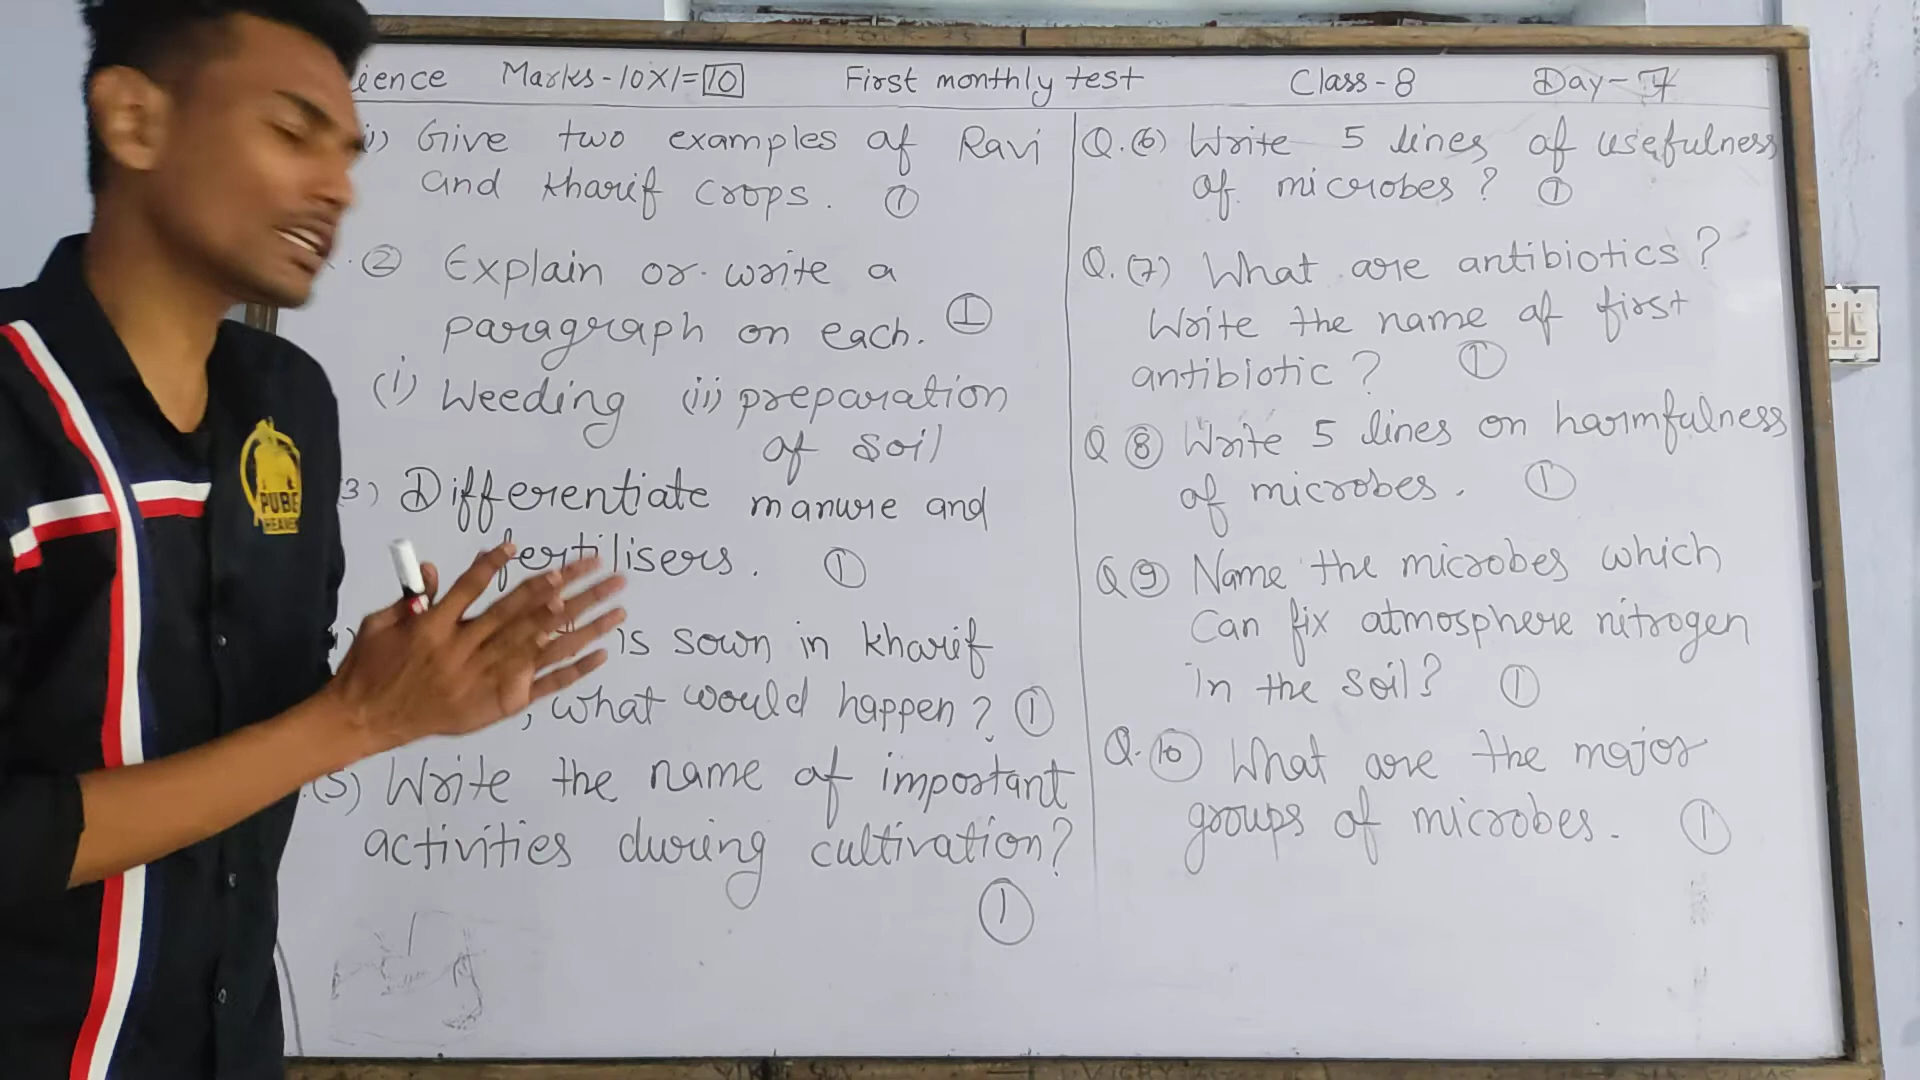 ience Marks-10X1=10 First monthly test Class-8 Day-7
i) Give two examples of Ravi
and kharif crops. 1
② Explain or write a
paragraph on each. 1
(i) Weeding (ii) preparation
of soil
3) Differentiate manure and
fertilisers. 1
is sown in kharif
, what would happen? 1
(5) Write the name of important
activities during cultivation?
1
Q.(6) Write 5 lines of usefulness
of microbes? 1
Q.(7) What are antibiotics?
Write the name of first
antibiotic? 1
Q ⑧ Write 5 lines on harmfulness
of microbes. 1
Q ⑨ Name the microbes which
Can fix atmosphere nitrogen
in the soil? 1
Q.⑩ What are the major
groups of microbes. 1
PUBG